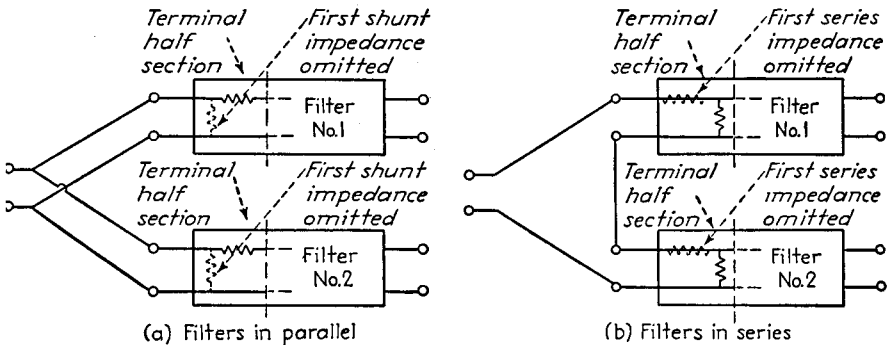 Terminal
half
section
First shunt
impedance
omitted
Filter
No.1
Terminal
half
section
First shunt
impedance
omitted
Filter
No.2
(a) Filters in parallel
Terminal
half
section
First series
impedance
omitted
Filter
No.1
Terminal
half
section
First series
impedance
omitted
Filter
No.2
(b) Filters in series